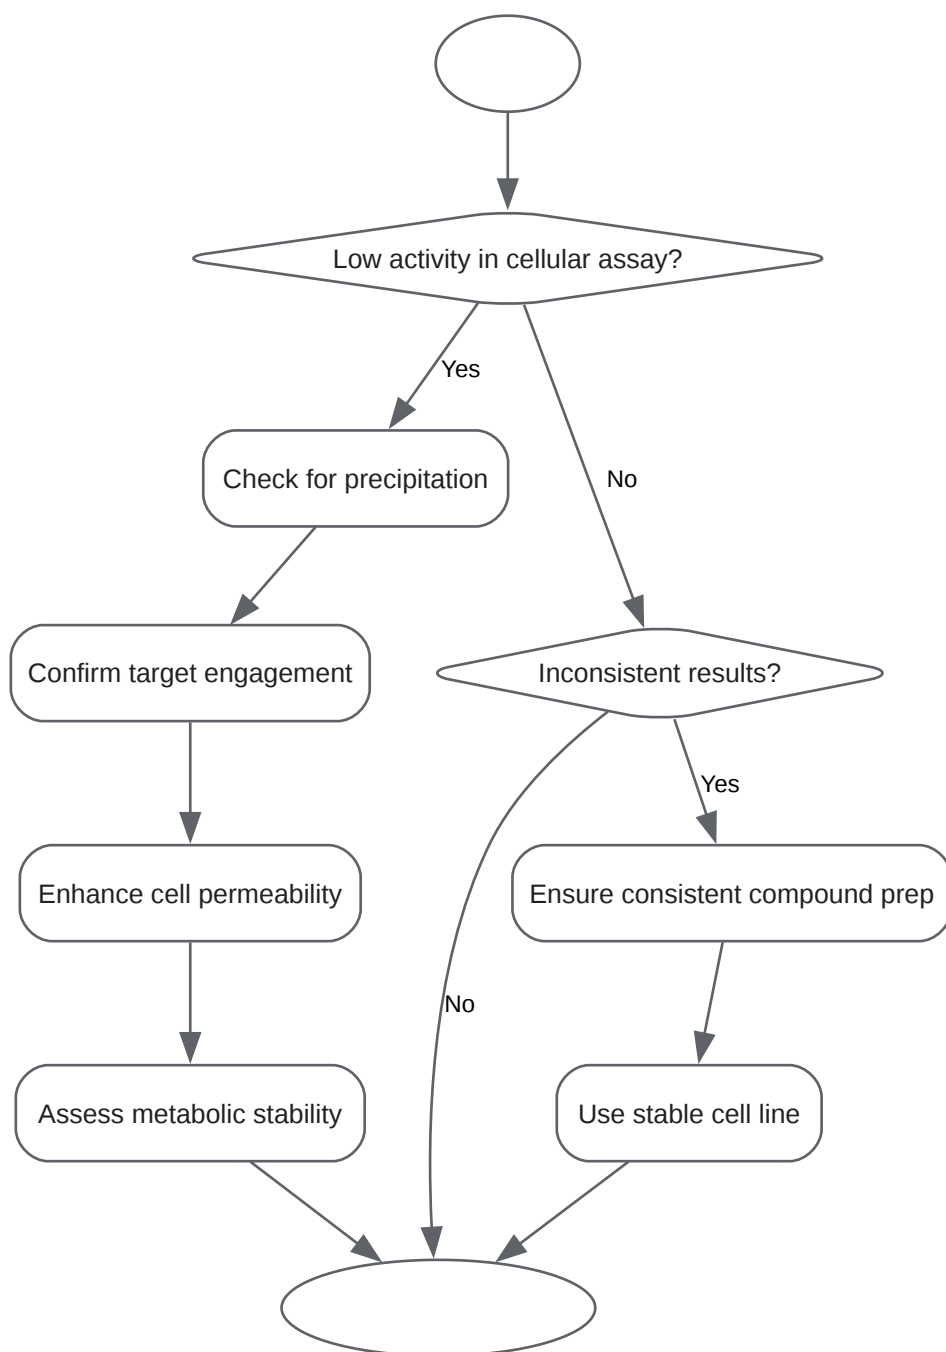 Low activity in cellular assay?
Yes
Check for precipitation
No
Confirm target engagement
Inconsistent results?
Yes
Enhance cell permeability
Ensure consistent compound prep
No
Assess metabolic stability
Use stable cell line